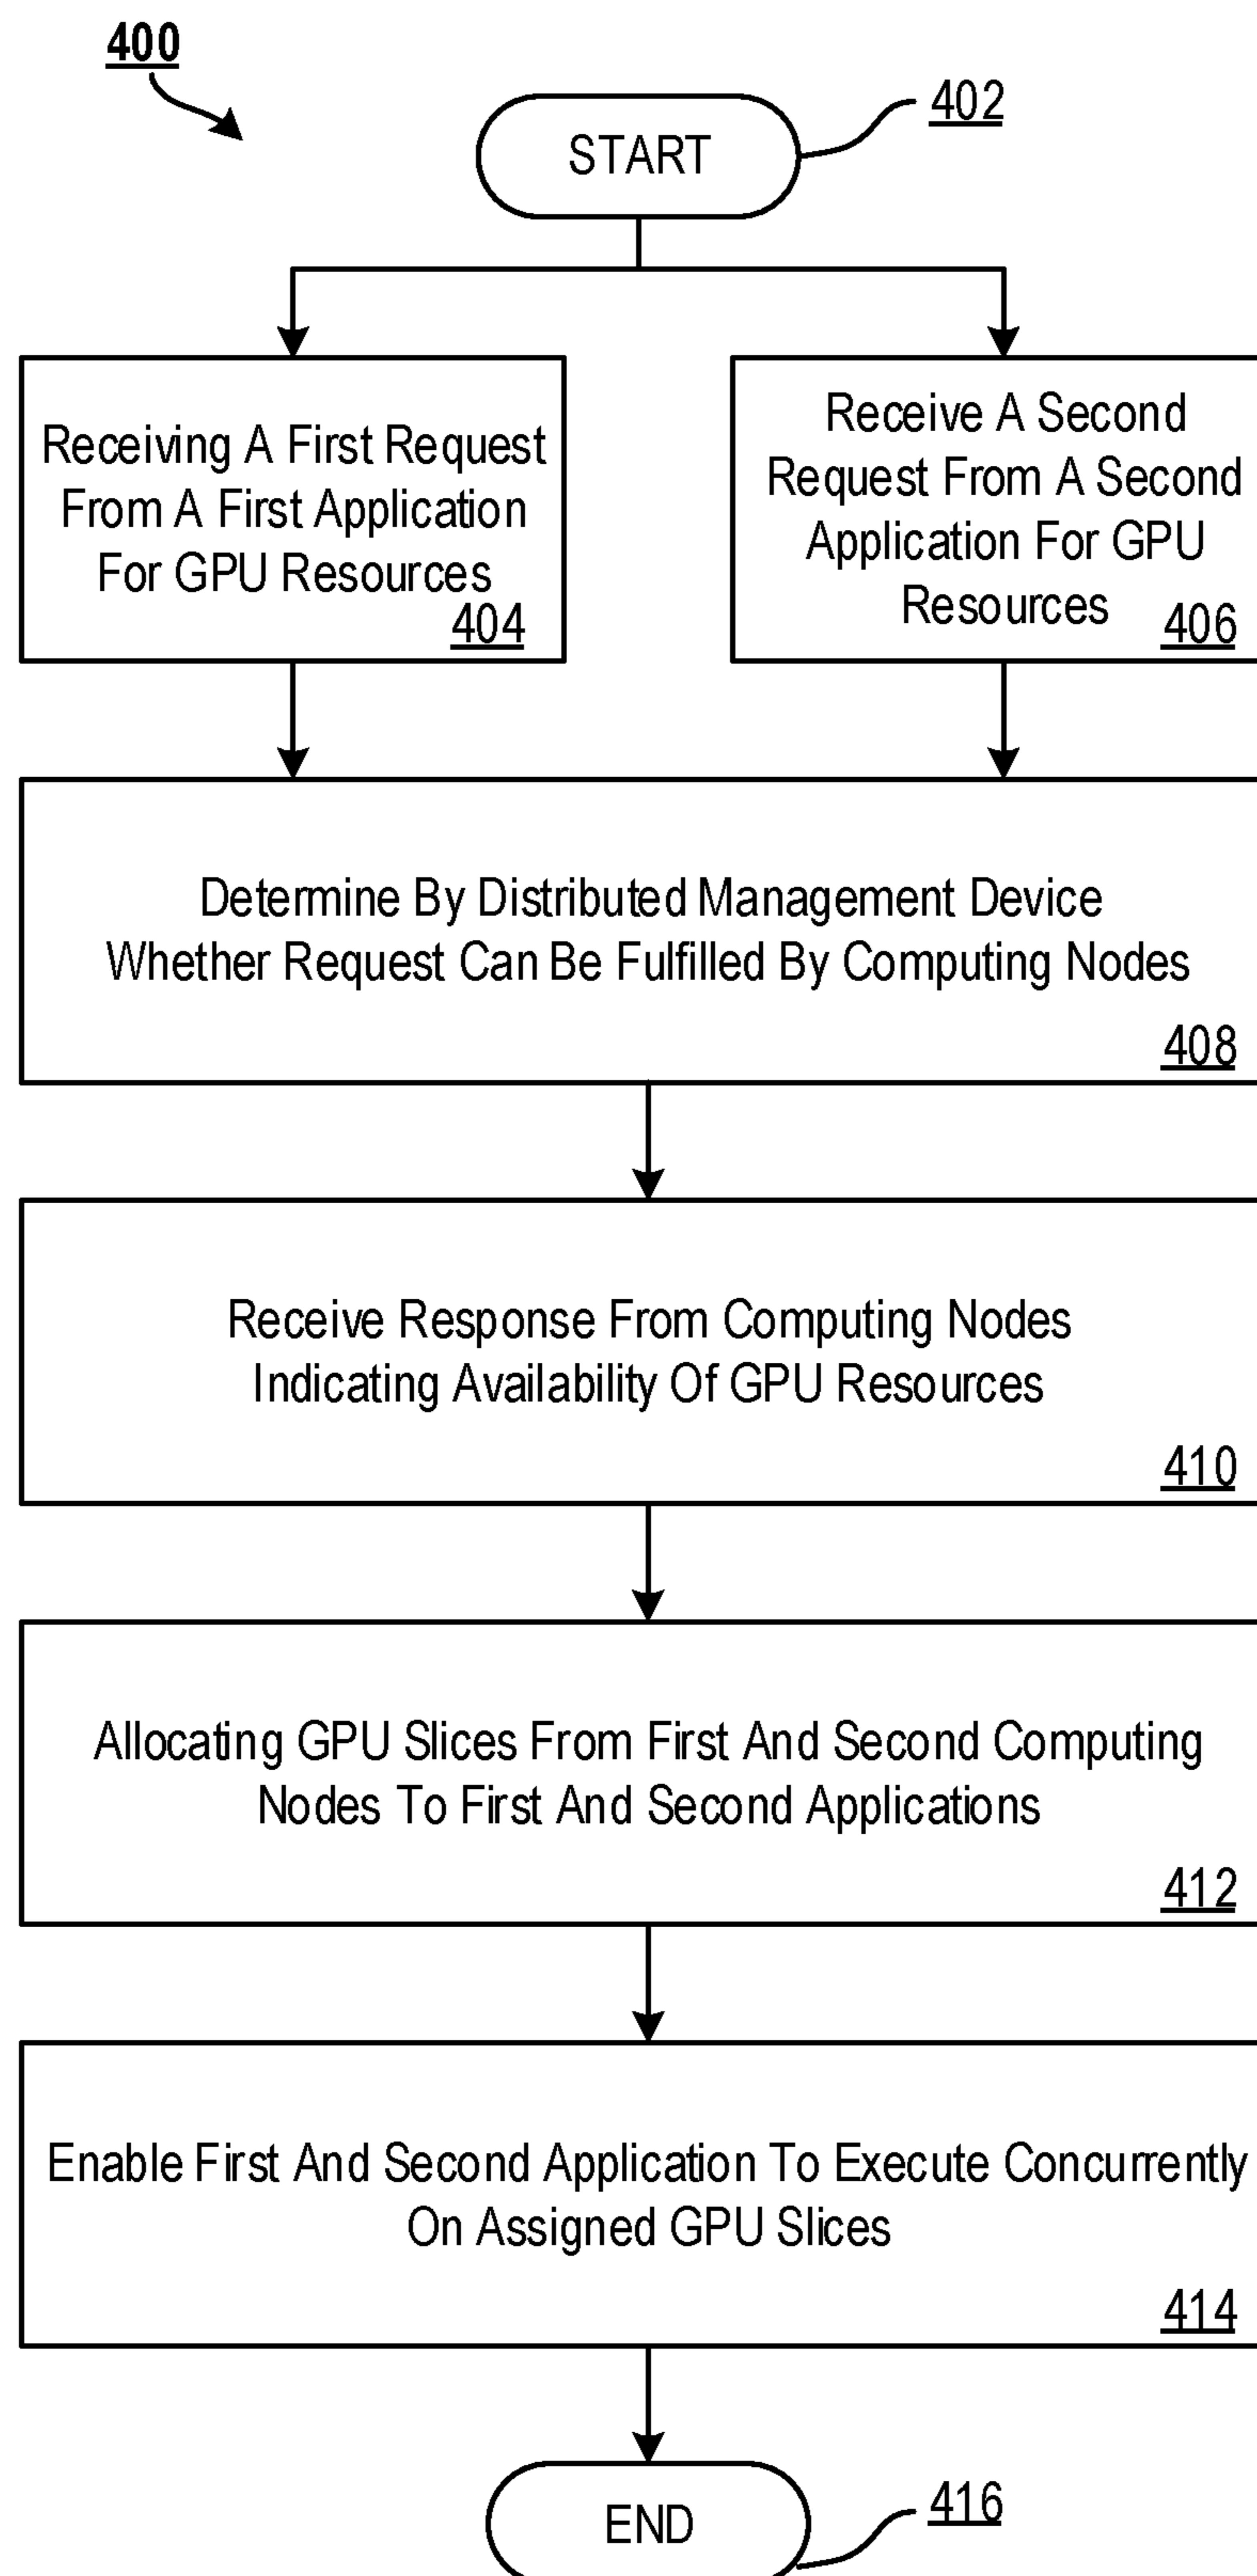 400
START
402
Receiving A First Request
From A First Application
For GPU Resources
404
Receive A Second
Request From A Second
Application For GPU
Resources
406
Determine By Distributed Management Device
Whether Request Can Be Fulfilled By Computing Nodes
408
Receive Response From Computing Nodes
Indicating Availability Of GPU Resources
410
Allocating GPU Slices From First And Second Computing
Nodes To First And Second Applications
412
Enable First And Second Application To Execute Concurrently
On Assigned GPU Slices
414
END
416